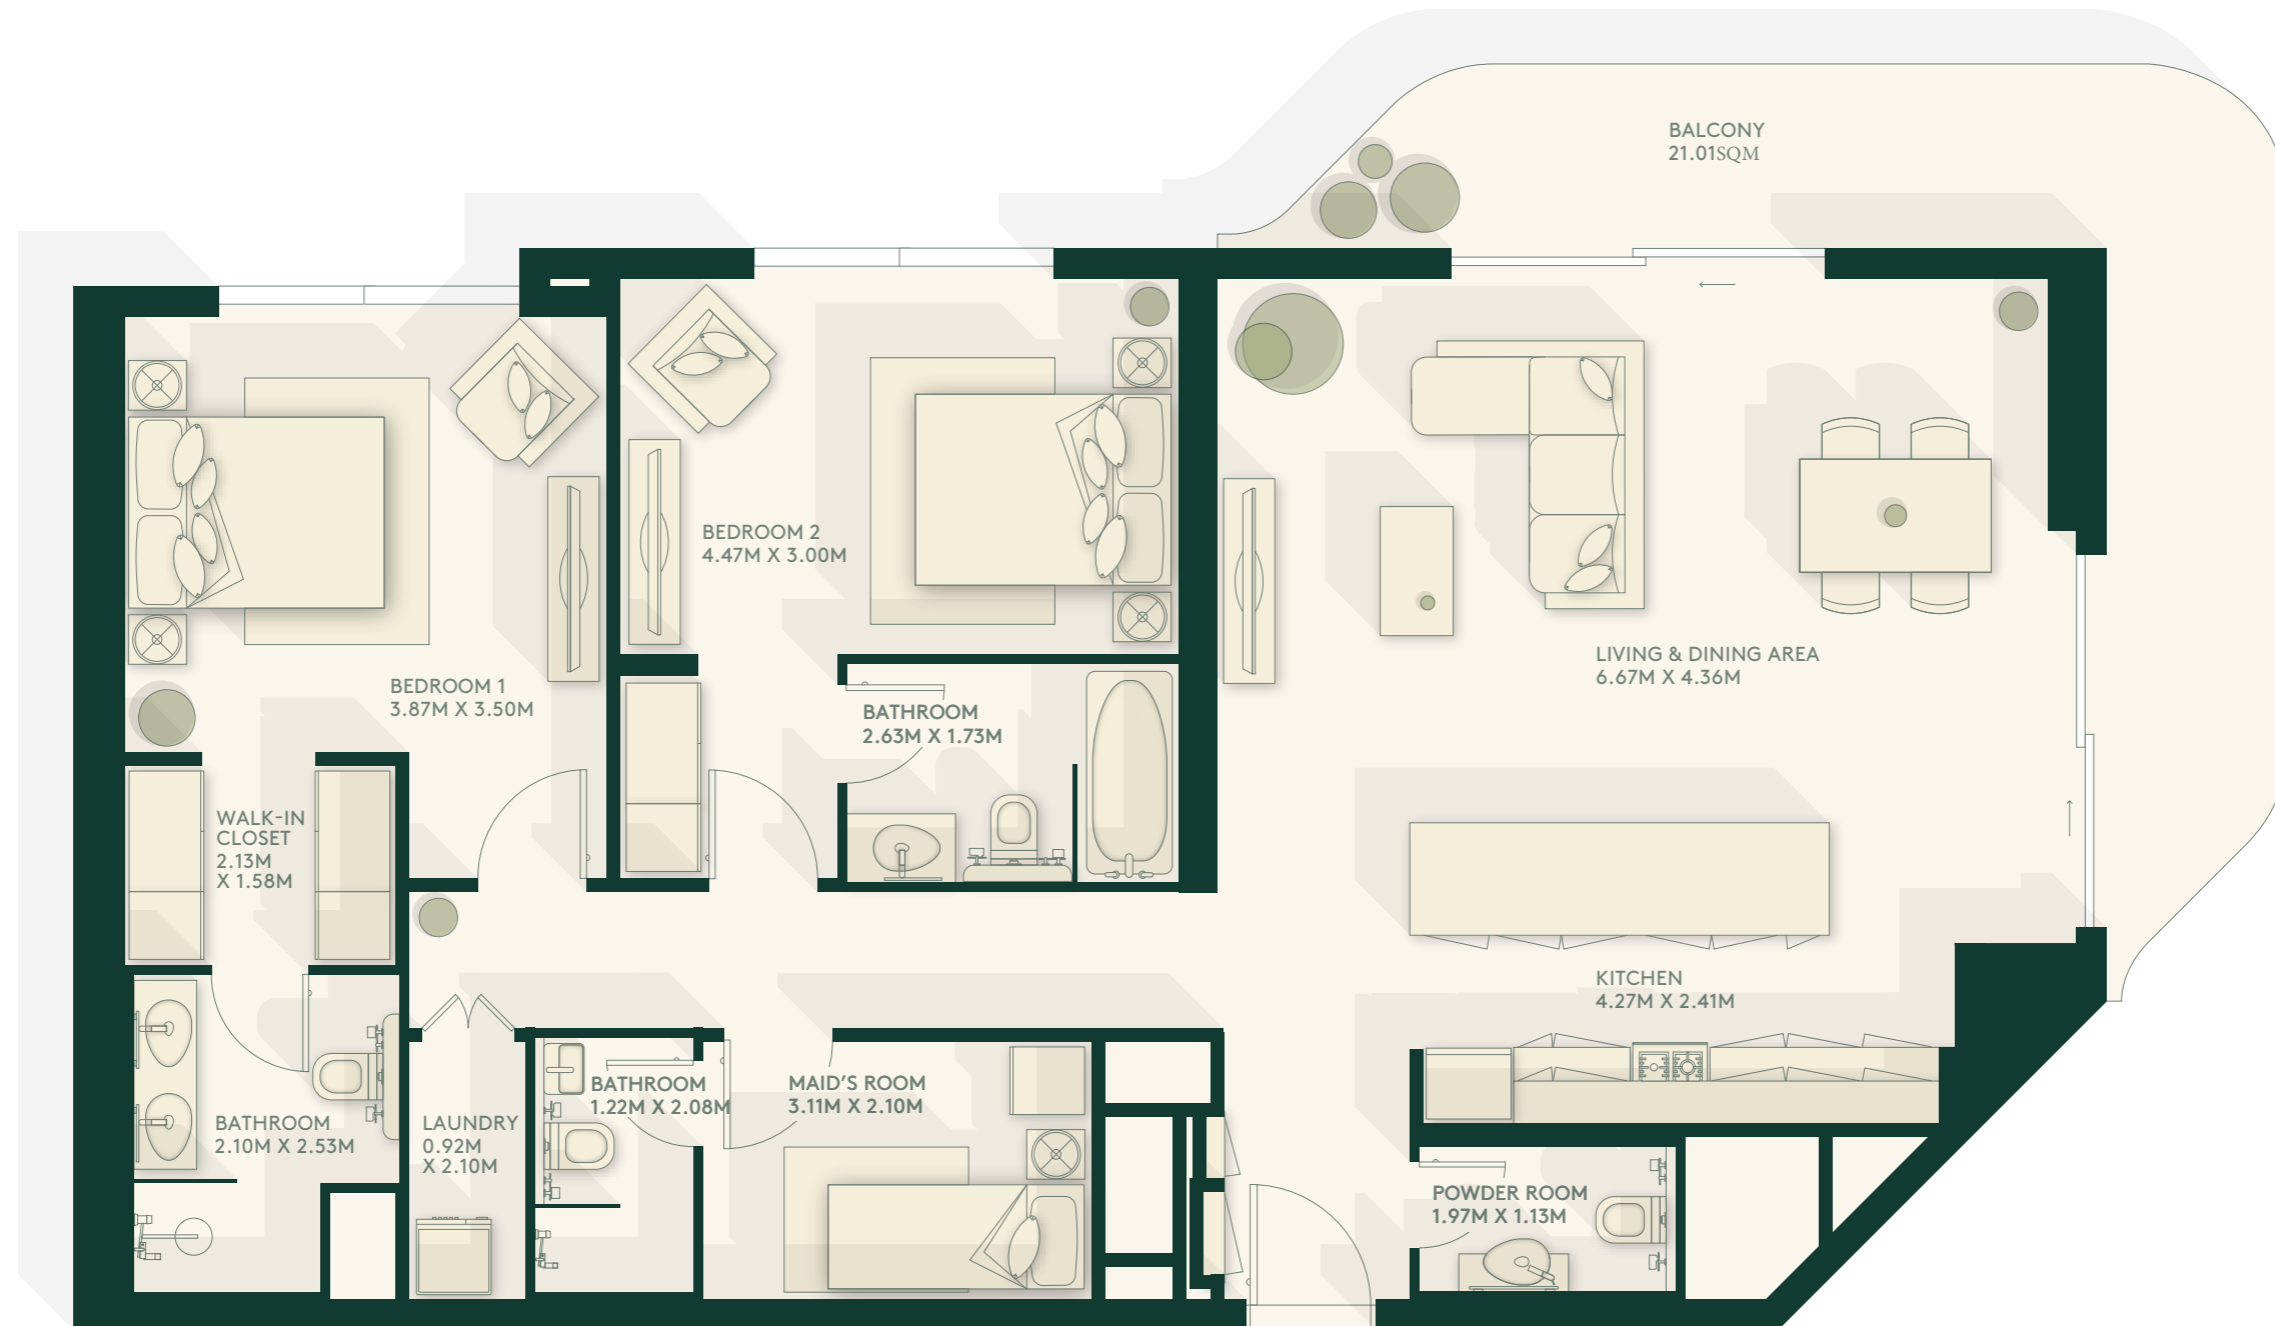 BALCONY
21.01SQM
BEDROOM 2
4.47M X 3.00M
LIVING & DINING AREA
6.67M X 4.36M
BEDROOM 1
3.87M X 3.50M
BATHROOM
2.63M X 1.73M
WALK-IN
CLOSET
2.13M
X 1.58M
KITCHEN
4.27M X 2.41M
BATHROOM
2.10M X 2.53M
LAUNDRY
0.92M
X 2.10M
BATHROOM
1.22M X 2.08M
MAID’S ROOM
3.11M X 2.10M
POWDER ROOM
1.97M X 1.13M